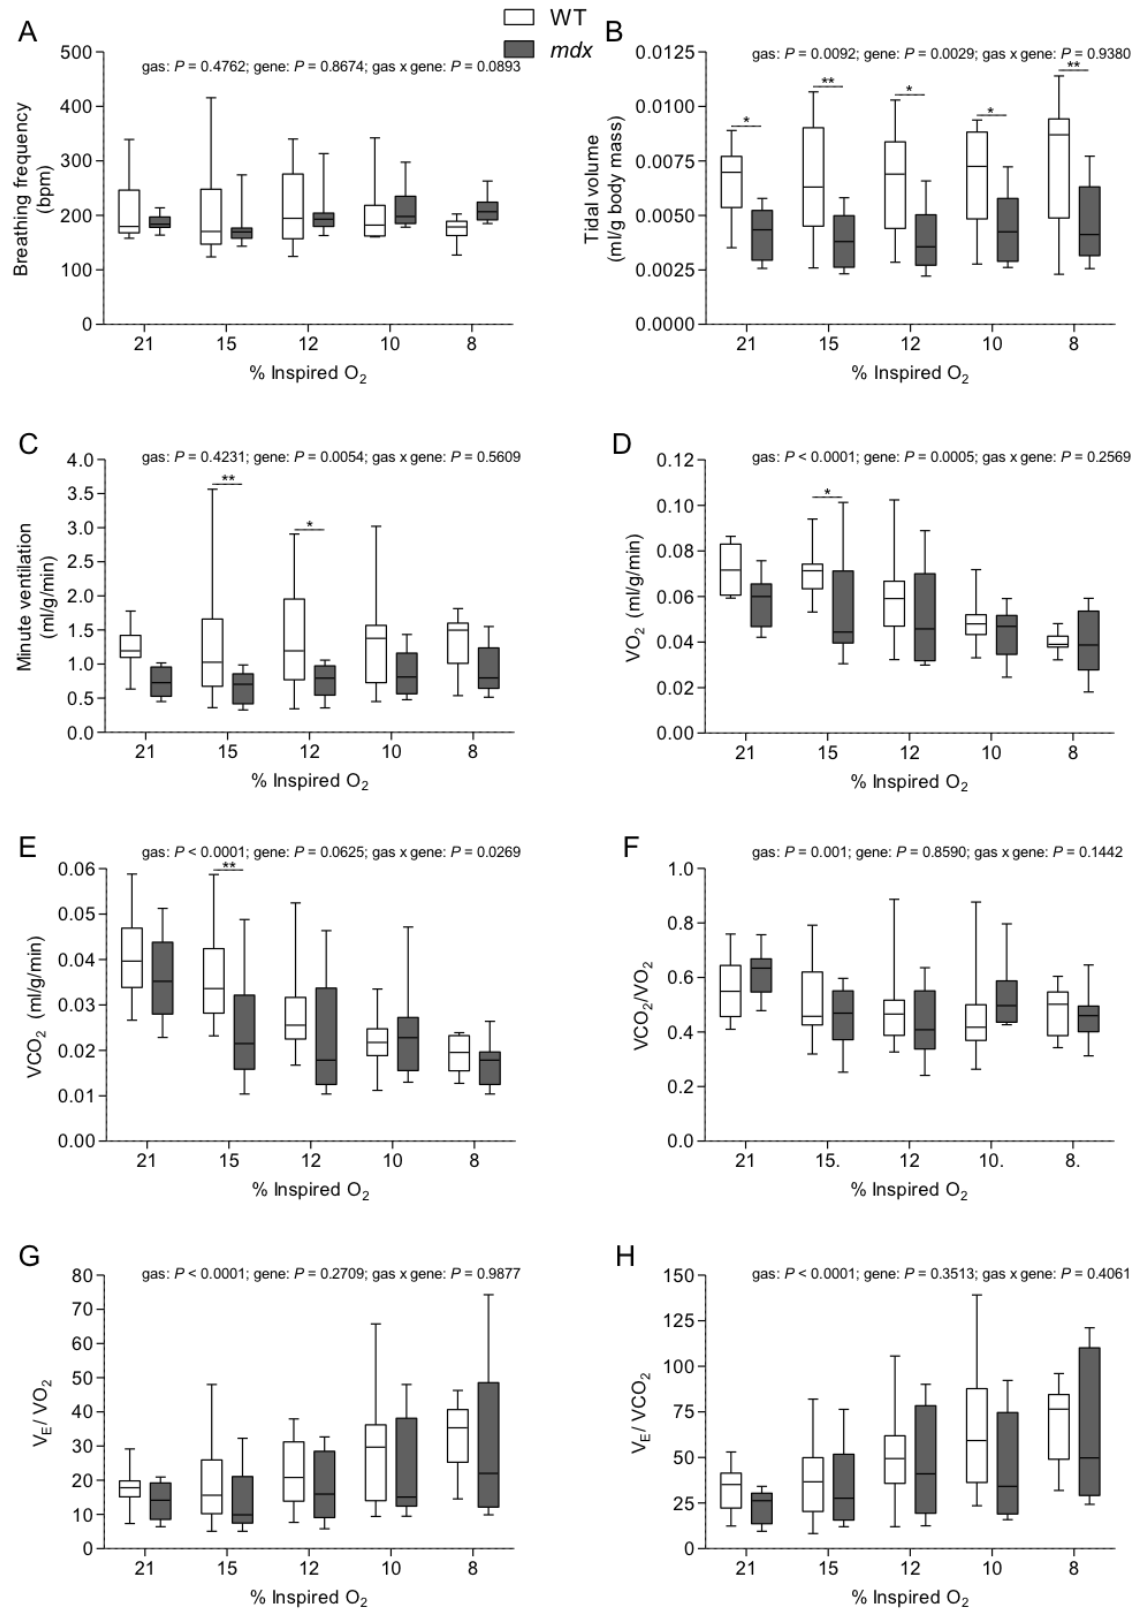 WT
mdx
A
gas: P = 0.4762; gene: P = 0.8674; gas x gene: P = 0.0893
Breathing frequency
(bpm)
500
400
300
200
100
0
21 15 12 10 8
% Inspired O2
B
gas: P = 0.0092; gene: P = 0.0029; gas x gene: P = 0.9380
Tidal volume
(ml/g body mass)
0.0125
0.0100
0.0075
0.0050
0.0025
0.0000
* ** * * **
21 15 12 10 8
% Inspired O2
C
gas: P = 0.4231; gene: P = 0.0054; gas x gene: P = 0.5609
Minute ventilation
(ml/g/min)
4.0
3.5
3.0
2.5
2.0
1.5
1.0
0.5
0.0
** *
21 15 12 10 8
% Inspired O2
D
gas: P < 0.0001; gene: P = 0.0005; gas x gene: P = 0.2569
VO2 (ml/g/min)
0.12
0.10
0.08
0.06
0.04
0.02
0.00
*
21 15 12 10 8
% Inspired O2
E
gas: P < 0.0001; gene: P = 0.0625; gas x gene: P = 0.0269
VCO2 (ml/g/min)
0.06
0.05
0.04
0.03
0.02
0.01
0.00
**
21 15 12 10 8
% Inspired O2
F
gas: P = 0.001; gene: P = 0.8590; gas x gene: P = 0.1442
VCO2/VO2
1.0
0.8
0.6
0.4
0.2
0.0
21 15. 12 10. 8.
% Inspired O2
G
gas: P < 0.0001; gene: P = 0.2709; gas x gene: P = 0.9877
VE/ VO2
80
70
60
50
40
30
20
10
0
21 15 12 10 8
% Inspired O2
H
gas: P < 0.0001; gene: P = 0.3513; gas x gene: P = 0.4061
VE/ VCO2
150
125
100
75
50
25
0
21 15 12 10 8
% Inspired O2